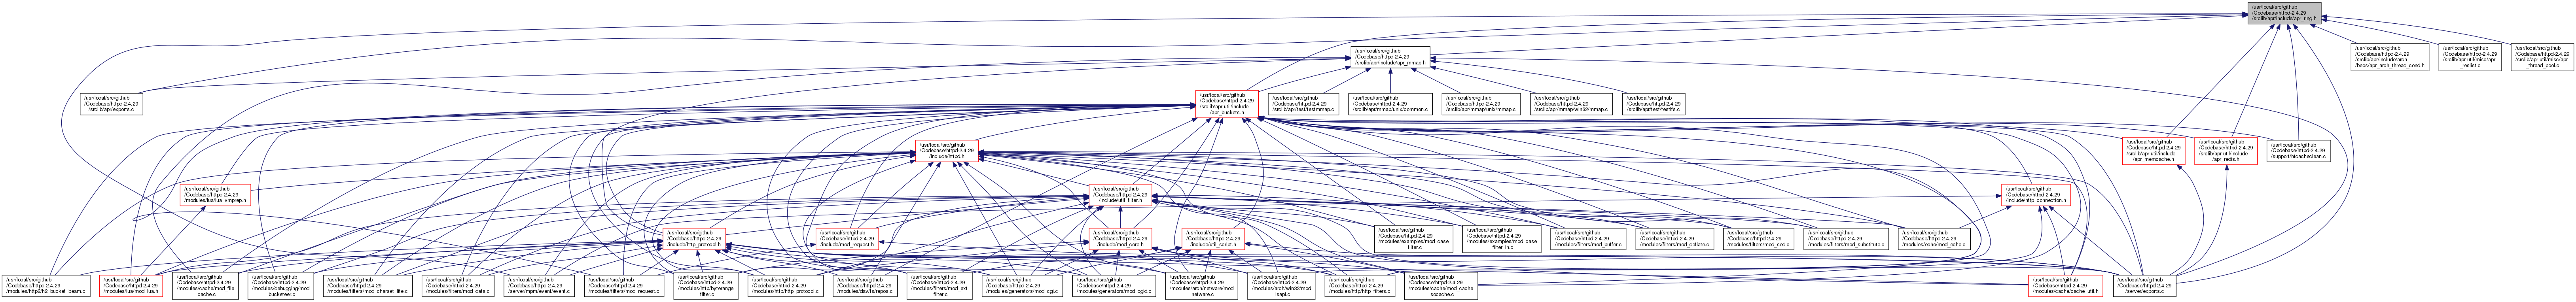 /usr/local/src/github
/Codebase/httpd-2.4.29
/srclib/apr/include/apr_ring.h
/usr/local/src/github
/Codebase/httpd-2.4.29
/srclib/apr/include/apr_mmap.h
/usr/local/src/github
/Codebase/httpd-2.4.29
/srclib/apr/include/arch
/beos/apr_arch_thread_cond.h
/usr/local/src/github
/Codebase/httpd-2.4.29
/srclib/apr-util/misc/apr
_reslist.c
/usr/local/src/github
/Codebase/httpd-2.4.29
/srclib/apr-util/misc/apr
_thread_pool.c
/usr/local/src/github
/Codebase/httpd-2.4.29
/srclib/apr/exports.c
/usr/local/src/github
/Codebase/httpd-2.4.29
/srclib/apr-util/include
/apr_buckets.h
/usr/local/src/github
/Codebase/httpd-2.4.29
/srclib/apr/test/testmmap.c
/usr/local/src/github
/Codebase/httpd-2.4.29
/srclib/apr/mmap/unix/common.c
/usr/local/src/github
/Codebase/httpd-2.4.29
/srclib/apr/mmap/unix/mmap.c
/usr/local/src/github
/Codebase/httpd-2.4.29
/srclib/apr/mmap/win32/mmap.c
/usr/local/src/github
/Codebase/httpd-2.4.29
/srclib/apr/test/testffs.c
/usr/local/src/github
/Codebase/httpd-2.4.29
/include/httpd.h
/usr/local/src/github
/Codebase/httpd-2.4.29
/srclib/apr-util/include
/apr_memcache.h
/usr/local/src/github
/Codebase/httpd-2.4.29
/srclib/apr-util/include
/apr_redis.h
/usr/local/src/github
/Codebase/httpd-2.4.29
/support/htcacheclean.c
/usr/local/src/github
/Codebase/httpd-2.4.29
/modules/lua/lua_vmprep.h
/usr/local/src/github
/Codebase/httpd-2.4.29
/include/util_filter.h
/usr/local/src/github
/Codebase/httpd-2.4.29
/include/http_connection.h
/usr/local/src/github
/Codebase/httpd-2.4.29
/include/http_protocol.h
/usr/local/src/github
/Codebase/httpd-2.4.29
/include/mod_request.h
/usr/local/src/github
/Codebase/httpd-2.4.29
/include/mod_core.h
/usr/local/src/github
/Codebase/httpd-2.4.29
/include/util_script.h
/usr/local/src/github
/Codebase/httpd-2.4.29
/modules/examples/mod_case
_filter.c
/usr/local/src/github
/Codebase/httpd-2.4.29
/modules/examples/mod_case
_filter_in.c
/usr/local/src/github
/Codebase/httpd-2.4.29
/modules/filters/mod_buffer.c
/usr/local/src/github
/Codebase/httpd-2.4.29
/modules/filters/mod_deflate.c
/usr/local/src/github
/Codebase/httpd-2.4.29
/modules/filters/mod_sed.c
/usr/local/src/github
/Codebase/httpd-2.4.29
/modules/filters/mod_substitute.c
/usr/local/src/github
/Codebase/httpd-2.4.29
/modules/echo/mod_echo.c
/usr/local/src/github
/Codebase/httpd-2.4.29
/modules/http2/h2_bucket_beam.c
/usr/local/src/github
/Codebase/httpd-2.4.29
/modules/lua/mod_lua.h
/usr/local/src/github
/Codebase/httpd-2.4.29
/modules/cache/mod_file
_cache.c
/usr/local/src/github
/Codebase/httpd-2.4.29
/modules/debugging/mod
_bucketeer.c
/usr/local/src/github
/Codebase/httpd-2.4.29
/modules/filters/mod_charset_lite.c
/usr/local/src/github
/Codebase/httpd-2.4.29
/modules/filters/mod_data.c
/usr/local/src/github
/Codebase/httpd-2.4.29
/server/mpm/event/event.c
/usr/local/src/github
/Codebase/httpd-2.4.29
/modules/filters/mod_request.c
/usr/local/src/github
/Codebase/httpd-2.4.29
/modules/http/byterange
_filter.c
/usr/local/src/github
/Codebase/httpd-2.4.29
/modules/http/http_protocol.c
/usr/local/src/github
/Codebase/httpd-2.4.29
/modules/dav/fs/repos.c
/usr/local/src/github
/Codebase/httpd-2.4.29
/modules/filters/mod_ext
_filter.c
/usr/local/src/github
/Codebase/httpd-2.4.29
/modules/generators/mod_cgi.c
/usr/local/src/github
/Codebase/httpd-2.4.29
/modules/generators/mod_cgid.c
/usr/local/src/github
/Codebase/httpd-2.4.29
/modules/arch/netware/mod
_netware.c
/usr/local/src/github
/Codebase/httpd-2.4.29
/modules/arch/win32/mod
_isapi.c
/usr/local/src/github
/Codebase/httpd-2.4.29
/modules/http/http_filters.c
/usr/local/src/github
/Codebase/httpd-2.4.29
/modules/cache/mod_cache
_socache.c
/usr/local/src/github
/Codebase/httpd-2.4.29
/modules/cache/cache_util.h
/usr/local/src/github
/Codebase/httpd-2.4.29
/server/exports.c